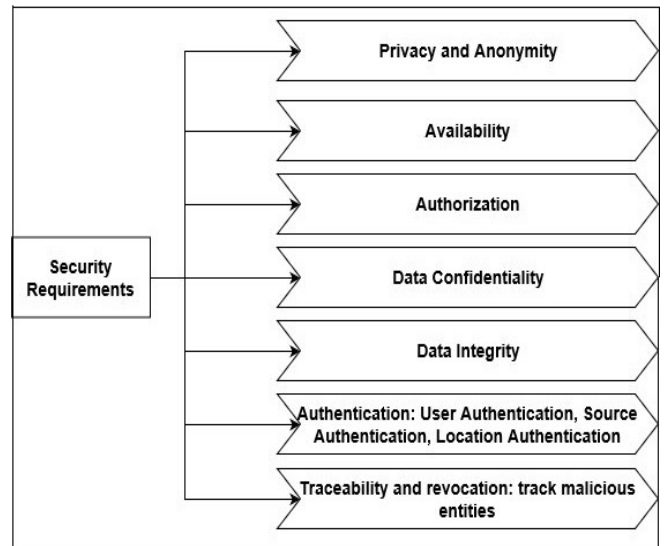 Privacy and Anonymity
Availability
Authorization
Security
Requirements
Data Confidentiality
Data Integrity
Authentication: User Authentication, Source
Authentication, Location Authentication
Traceability and revocation: track malicious
entities